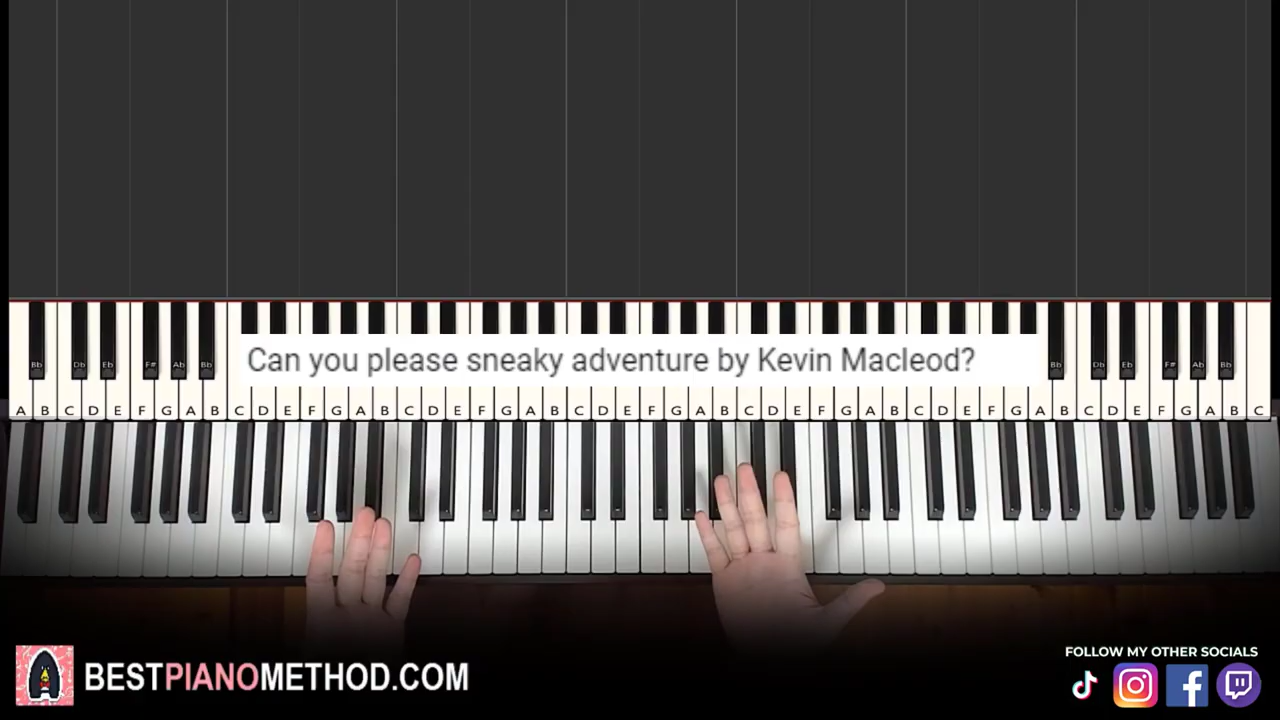 Can you please sneaky adventure by Kevin Macleod?
Bb Db Eb F# Ab Bb Bb Db Eb F# Ab Bb
A B C D E F G A B C D E F G A B C D E F G A B C D E F G A B C D E F G A B C D E F G A B C D E F G A B C
FOLLOW MY OTHER SOCIALS
BESTPIANOMETHOD.COM